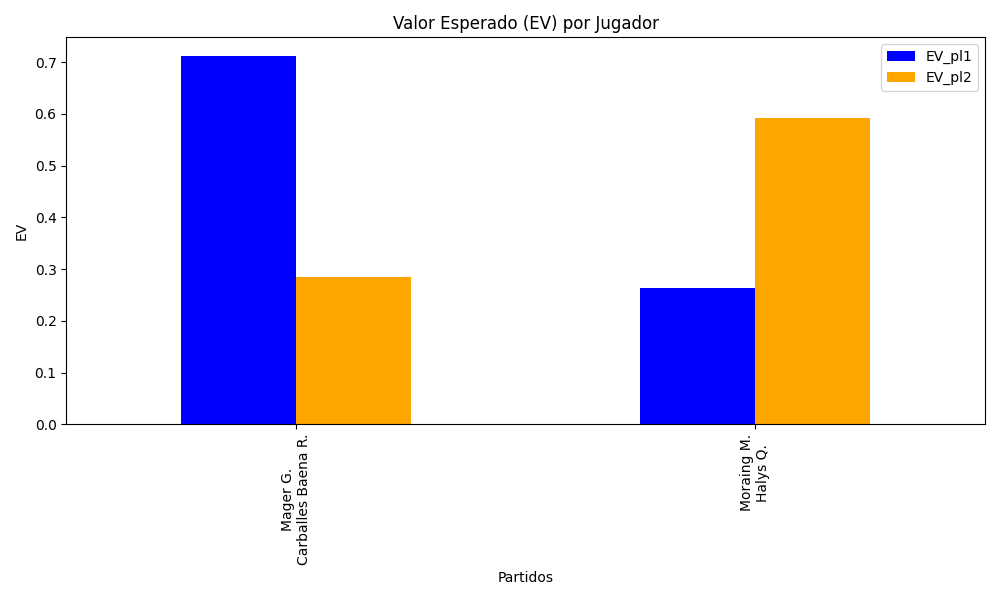 Valor Esperado (EV) por Jugador
EV_pl1
EV_pl2
EV
0.7
0.6
0.5
0.4
0.3
0.2
0.1
0.0
Mager G.
Carballes Baena R.
Moraing M.
Halys Q.
Partidos